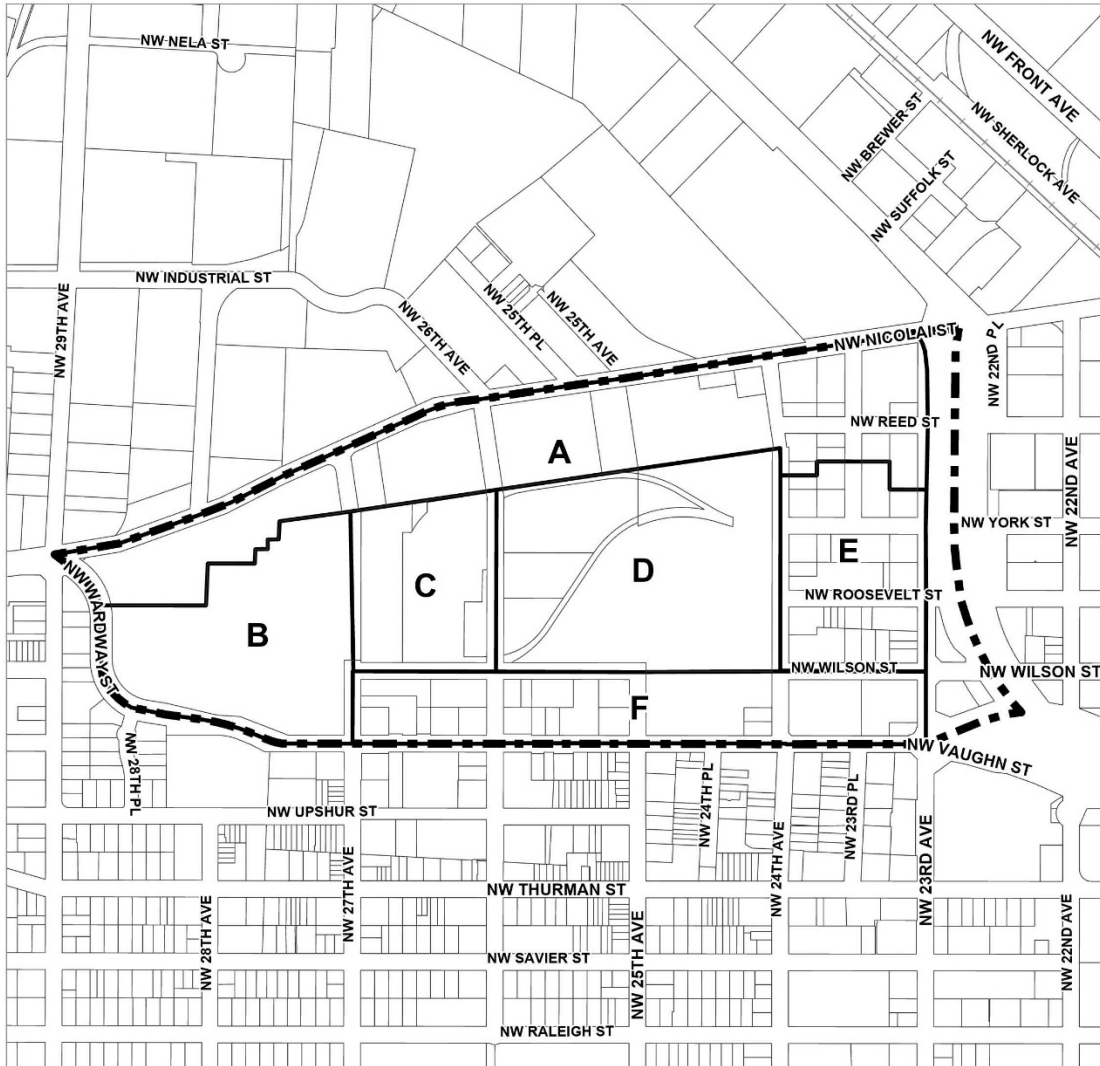 NW NELA ST
NW FRONT AVE
NW SHERLOCK AVE
NW BREWER ST
NW SUFFOLK ST
NW INDUSTRIAL ST
NW 29TH AVE
NW 26TH AVE
NW 25TH PL
NW 25TH AVE
NW NICOLAI ST
NW 22ND PL
NW REED ST
A
NW 22ND AVE
NW YORK ST
E
D
C
NW ROOSEVELT ST
B
NW WARDWAY ST
NW WILSON ST
NW WILSON ST
F
NW VAUGHN ST
NW 28TH PL
NW 24TH PL
NW 23RD PL
NW UPSHUR ST
NW 24TH AVE
NW 23RD AVE
NW 27TH AVE
NW THURMAN ST
NW 28TH AVE
NW 25TH AVE
NW 22ND AVE
NW SAVIER ST
NW RALEIGH ST